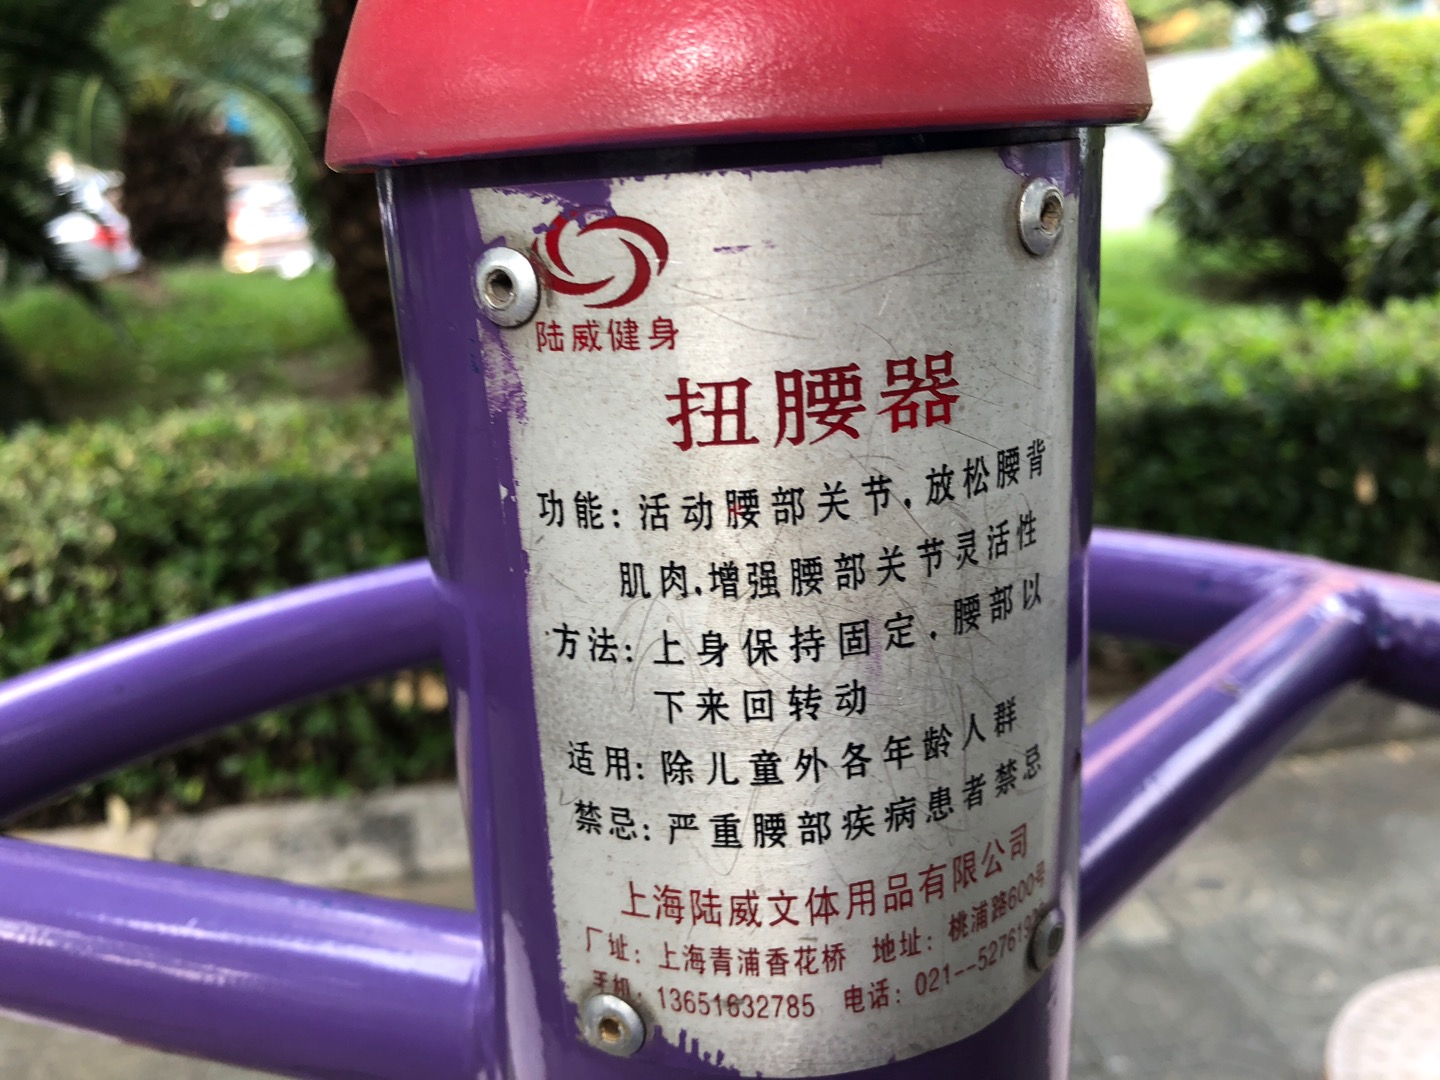 陆威健身
扭腰器
功能：活动腰部关节，放松腰背
肌肉，增强腰部关节灵活性
方法：上身保持固定，腰部以
下来回转动
适用：除儿童外各年龄人群
禁忌：严重腰部疾病患者禁忌
上海陆威文体用品有限公司
厂址：上海青浦香花桥 地址：桃浦路600号
手机：13651632785 电话：021--5276